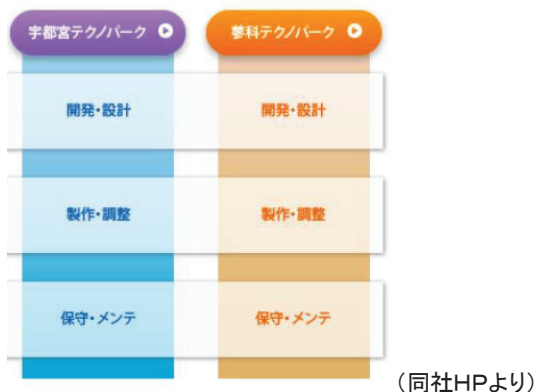 宇都宮テクノパーク 蓼科テクノパーク
開発・設計 開発・設計
製作・調整 製作・調整
保守・メンテ 保守・メンテ
(同社HPより)